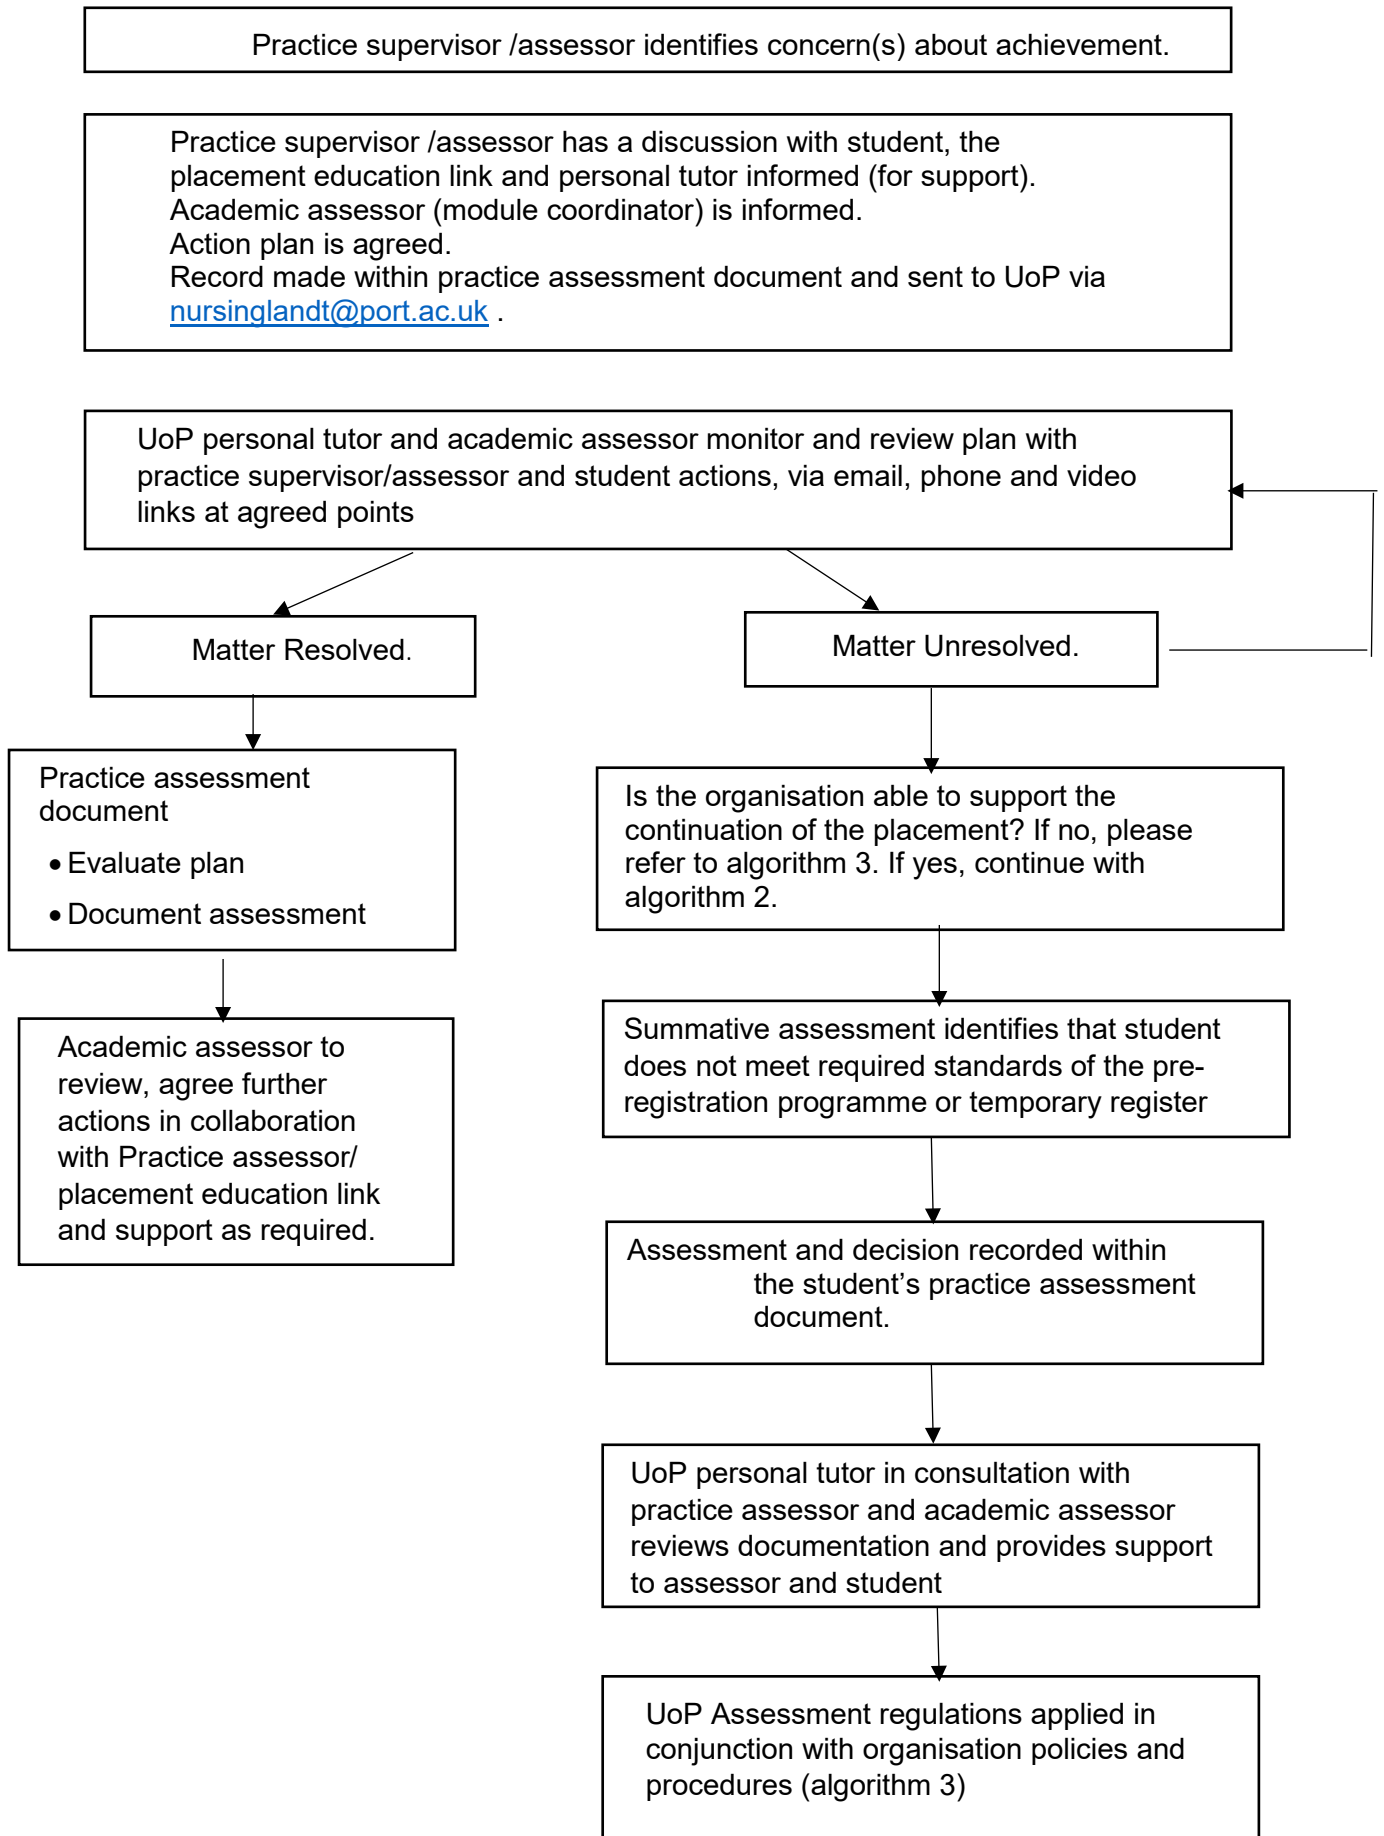 Practice supervisor /assessor identifies concern(s) about achievement.
Practice supervisor /assessor has a discussion with student, the
placement education link and personal tutor informed (for support).
Academic assessor (module coordinator) is informed.
Action plan is agreed.
Record made within practice assessment document and sent to UoP via
nursinglandt@port.ac.uk .
UoP personal tutor and academic assessor monitor and review plan with
practice supervisor/assessor and student actions, via email, phone and video
links at agreed points
Matter Resolved.
Practice assessment
document
• Evaluate plan
• Document assessment
Academic assessor to
review, agree further
actions in collaboration
with Practice assessor/
placement education link
and support as required.
Matter Unresolved.
Is the organisation able to support the
continuation of the placement? If no, please
refer to algorithm 3. If yes, continue with
algorithm 2.
Summative assessment identifies that student
does not meet required standards of the pre-
registration programme or temporary register
Assessment and decision recorded within
the student’s practice assessment
document.
UoP personal tutor in consultation with
practice assessor and academic assessor
reviews documentation and provides support
to assessor and student
UoP Assessment regulations applied in
conjunction with organisation policies and
procedures (algorithm 3)